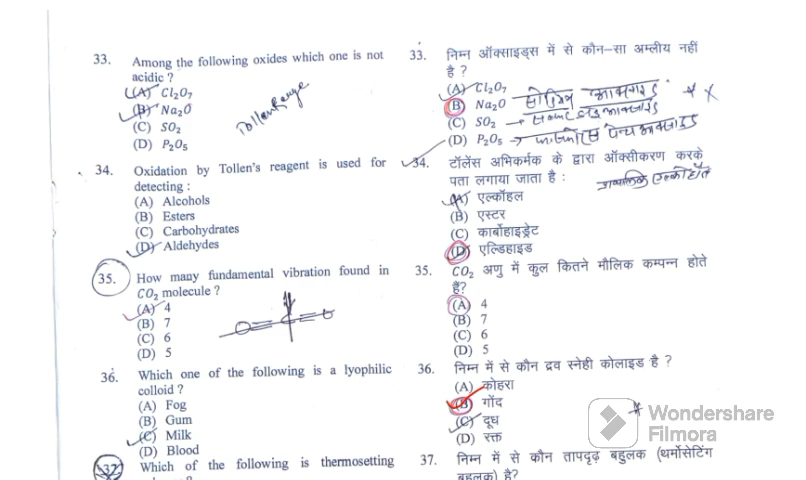 33. Among the following oxides which one is not
acidic ?
(A) Cl₂O₇
(B) Na₂O
(C) SO₂
(D) P₂O₅
34. Oxidation by Tollen's reagent is used for
detecting :
(A) Alcohols
(B) Esters
(C) Carbohydrates
(D) Aldehydes
35. How many fundamental vibration found in
CO₂ molecule ?
(A) 4
(B) 7
(C) 6
(D) 5
36. Which one of the following is a lyophilic
colloid ?
(A) Fog
(B) Gum
(C) Milk
(D) Blood
37 Which of the following is thermosetting
33. निम्न ऑक्साइड्स में से कौन-सा अम्लीय नहीं
है ?
(A) Cl₂O₇
(B) Na₂O
(C) SO₂
(D) P₂O₅
34. टॉलेंस अभिकर्मक के द्वारा ऑक्सीकरण करके
पता लगाया जाता है :
(A) एल्कॉहल
(B) एस्टर
(C) कार्बोहाइड्रेट
(D) एल्डिहाइड
35. CO₂ अणु में कुल कितने मौलिक कम्पन्न होते
हैं?
(A) 4
(B) 7
(C) 6
(D) 5
36. निम्न में से कौन द्रव स्नेही कोलाइड है ?
(A) कोहरा
(B) गोंद
(C) दूध
(D) रक्त
37. निम्न में से कौन तापदृढ़ बहुलक (थर्मोसेटिंग
बहुलक) है?
Wondershare
Filmora